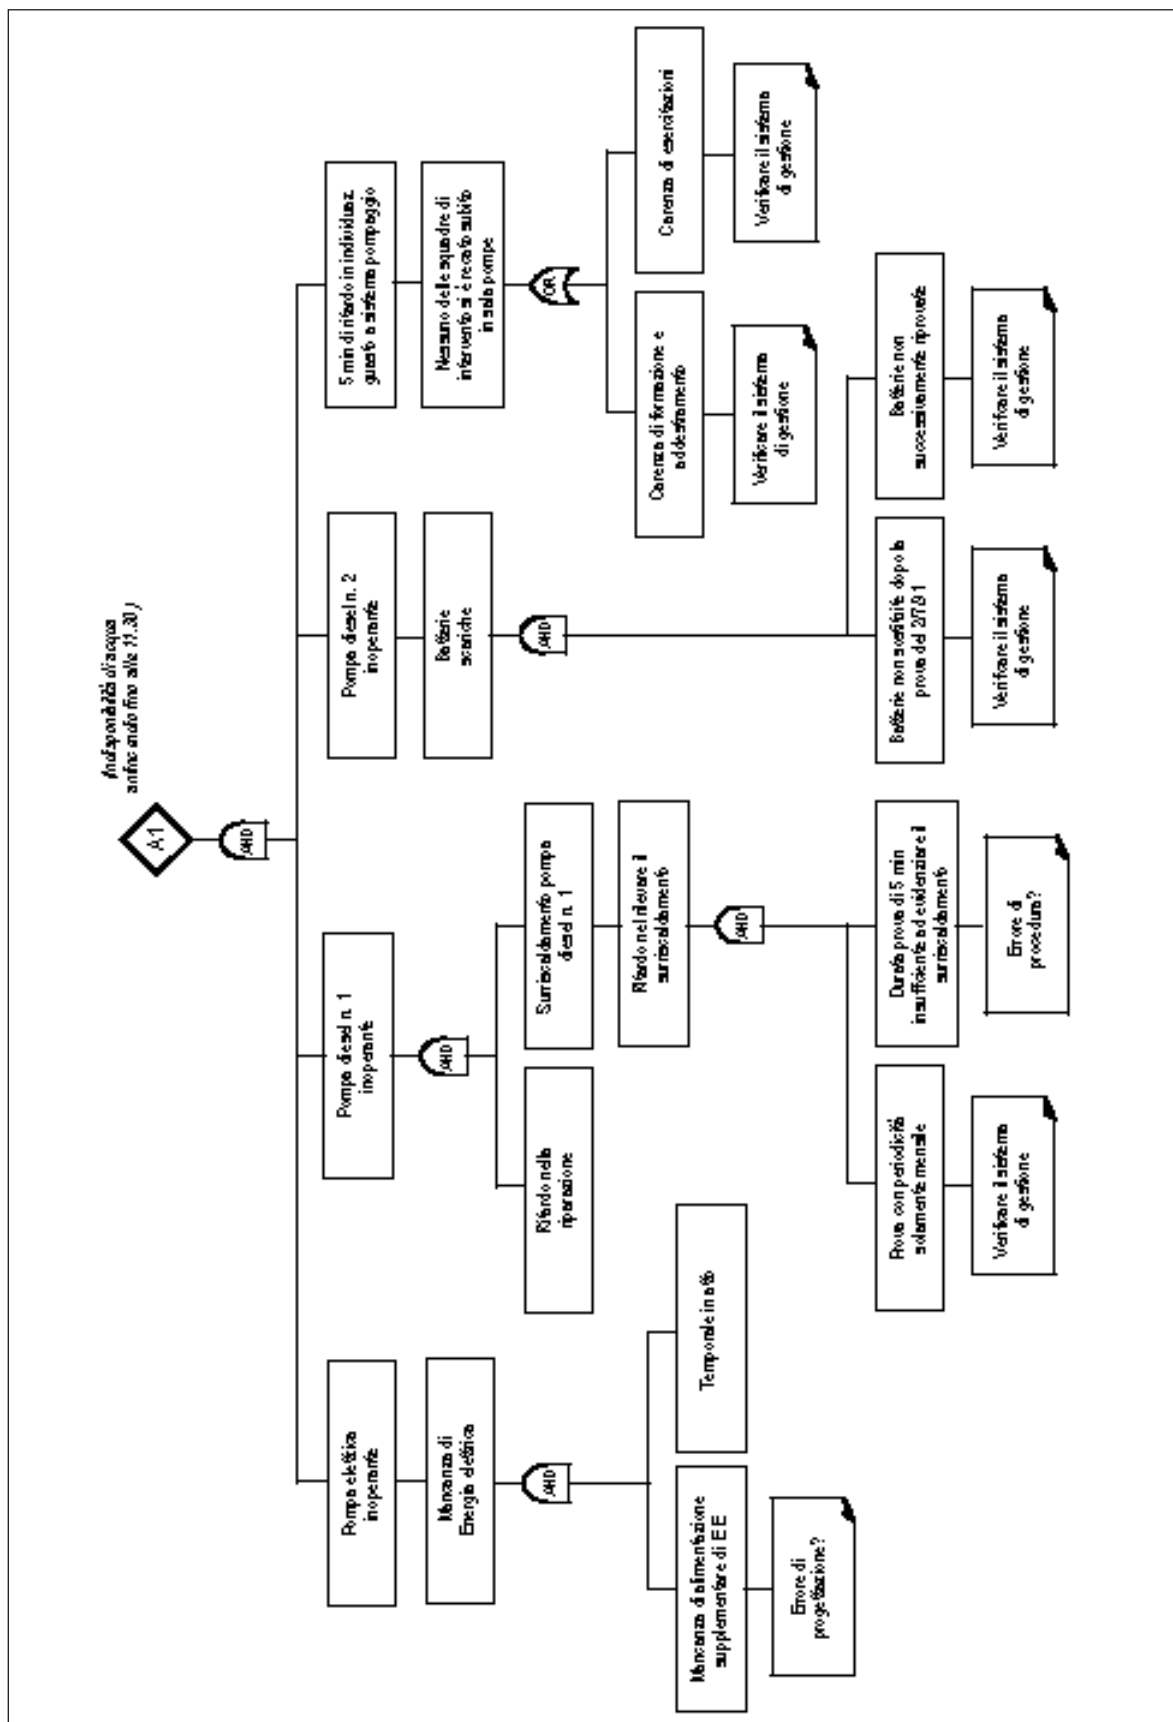 A1
(Indisponibilità di acqua
antincendio fino alle 11.30)
AND
Pompa elettrica
inoperante
Pompa diesel n. 1
inoperante
Pompa diesel n. 2
inoperante
5 min di ritardo in individuaz.
guasto a sistema pompaggio
Mancanza di
Energia elettrica
AND
Batterie
scariche
Nessuno delle squadre di
intervento si è recato subito
in sala pompe
AND
Ritardo nella
riparazione
Surriscaldamento pompa
diesel n. 1
AND
OR
Mancanza di alimentazione
supplementare di EE
Temporale in atto
Ritardo nel rilevare il
surriscaldamento
Carenza di formazione e
addestramento
Carenza di esercitazioni
Errore di
progettazione?
AND
Verificare il sistema
di gestione
Verificare il sistema
di gestione
Prova con periodicità
solamente mensile
Durata prova di 5 min
insufficiente ad evidenziare il
surriscaldamento
Batterie non sostituite dopo la
prova del 2/7/91
Batterie non
successivamente riprovate
Verificare il sistema
di gestione
Errore di
procedura?
Verificare il sistema
di gestione
Verificare il sistema
di gestione